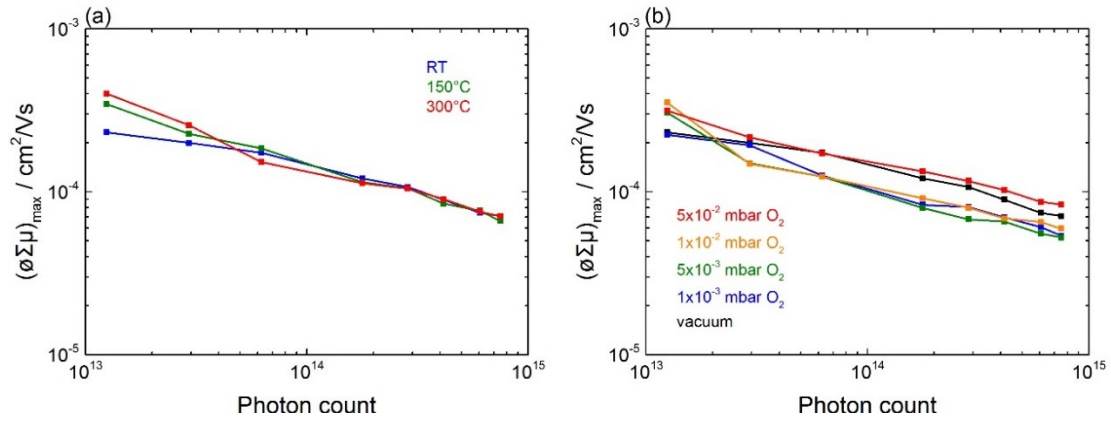 (a)
10⁻³
10⁻⁴
10⁻⁵
(øΣμ)max / cm²/Vs
RT
150°C
300°C
10¹³
10¹⁴
10¹⁵
Photon count
(b)
10⁻³
10⁻⁴
10⁻⁵
(øΣμ)max / cm²/Vs
5x10⁻² mbar O₂
1x10⁻² mbar O₂
5x10⁻³ mbar O₂
1x10⁻³ mbar O₂
vacuum
10¹³
10¹⁴
10¹⁵
Photon count